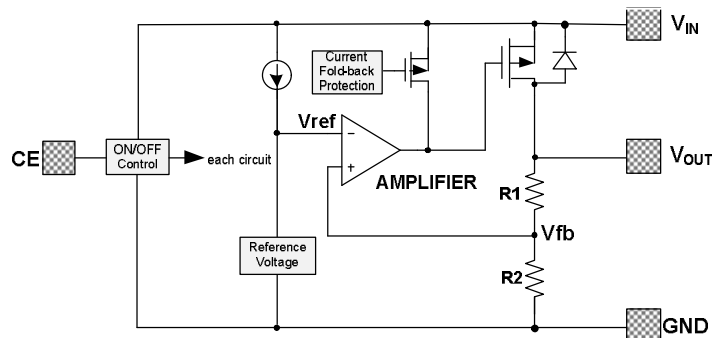 V_IN
Current
Fold-back
Protection
Vref
−
+
CE
ON/OFF
Control
each circuit
AMPLIFIER
V_OUT
R1
Vfb
Reference
Voltage
R2
GND